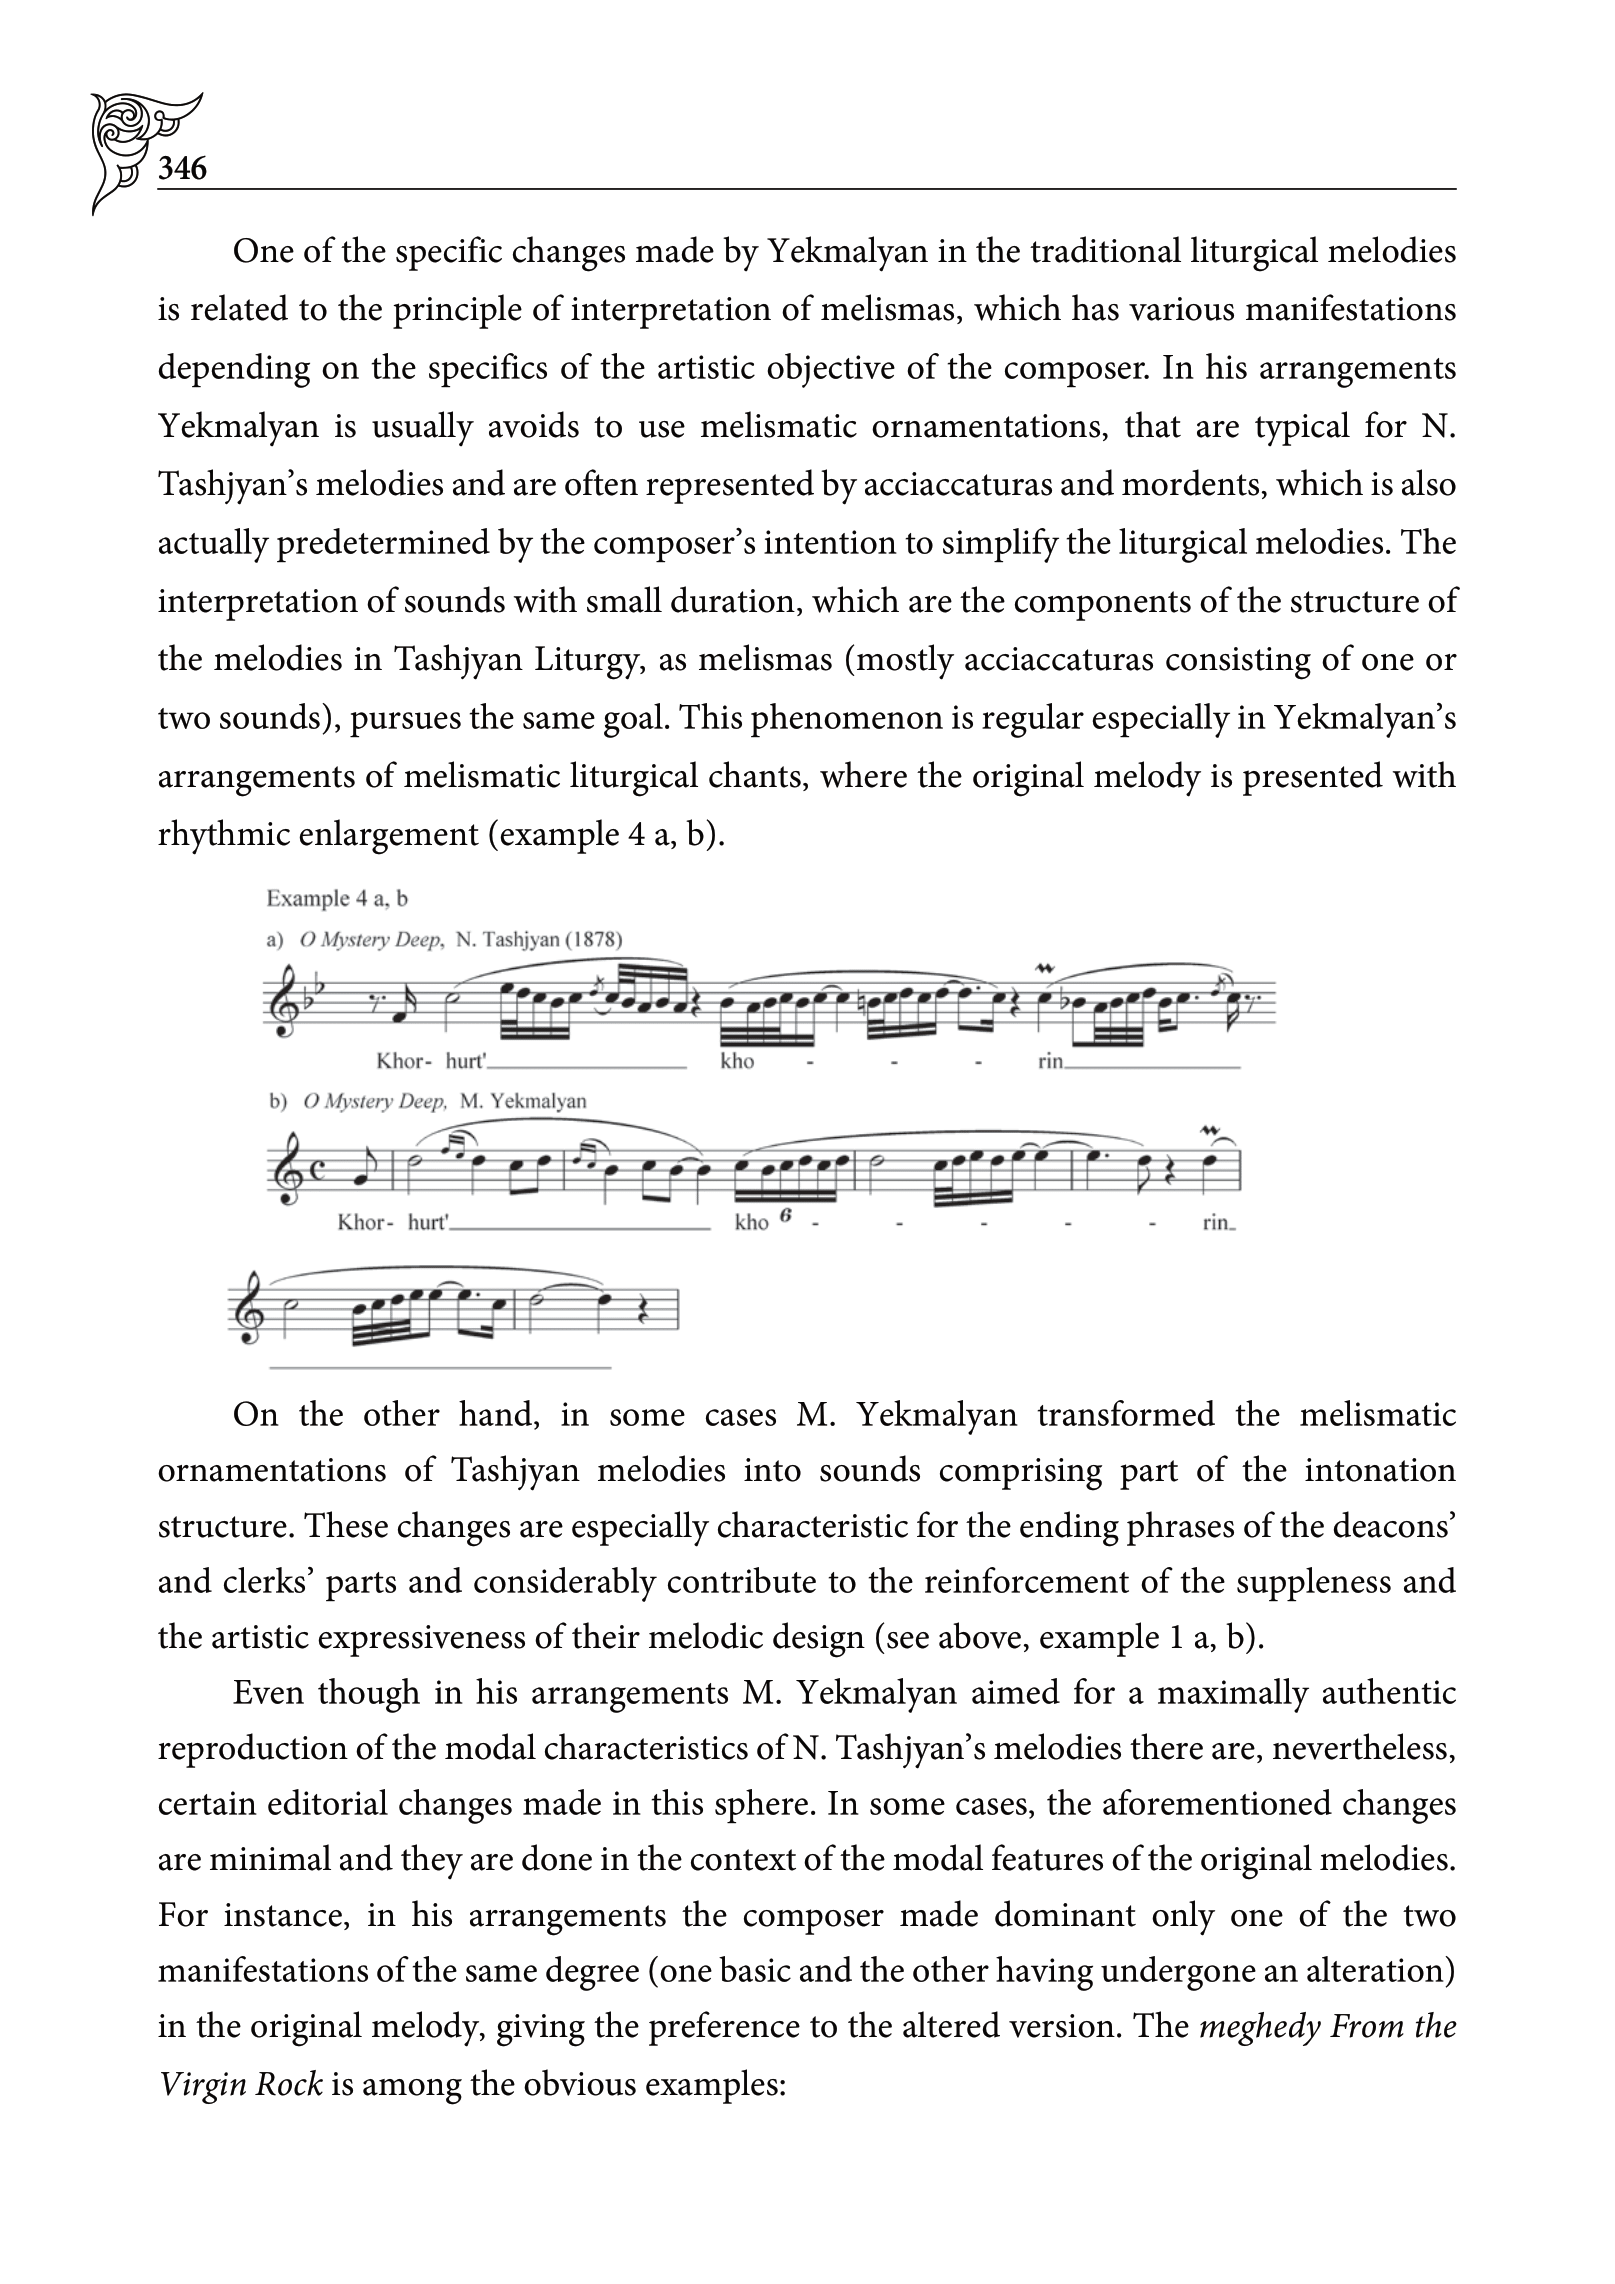 346
One of the specific changes made by Yekmalyan in the traditional liturgical melodies
is related to the principle of interpretation of melismas, which has various manifestations
depending on the specifics of the artistic objective of the composer. In his arrangements
Yekmalyan is usually avoids to use melismatic ornamentations, that are typical for N.
Tashjyan’s melodies and are often represented by acciaccaturas and mordents, which is also
actually predetermined by the composer’s intention to simplify the liturgical melodies. The
interpretation of sounds with small duration, which are the components of the structure of
the melodies in Tashjyan Liturgy, as melismas (mostly acciaccaturas consisting of one or
two sounds), pursues the same goal. This phenomenon is regular especially in Yekmalyan’s
arrangements of melismatic liturgical chants, where the original melody is presented with
rhythmic enlargement (example 4 a, b).
Example 4 a, b
a) O Mystery Deep, N. Tashjyan (1878)
Khor- hurt' kho - - - rin
b) O Mystery Deep, M. Yekmalyan
6
Khor- hurt' kho - - - - - rin
On the other hand, in some cases M. Yekmalyan transformed the melismatic
ornamentations of Tashjyan melodies into sounds comprising part of the intonation
structure. These changes are especially characteristic for the ending phrases of the deacons’
and clerks’ parts and considerably contribute to the reinforcement of the suppleness and
the artistic expressiveness of their melodic design (see above, example 1 a, b).
Even though in his arrangements M. Yekmalyan aimed for a maximally authentic
reproduction of the modal characteristics of N. Tashjyan’s melodies there are, nevertheless,
certain editorial changes made in this sphere. In some cases, the aforementioned changes
are minimal and they are done in the context of the modal features of the original melodies.
For instance, in his arrangements the composer made dominant only one of the two
manifestations of the same degree (one basic and the other having undergone an alteration)
in the original melody, giving the preference to the altered version. The meghedy From the
Virgin Rock is among the obvious examples: